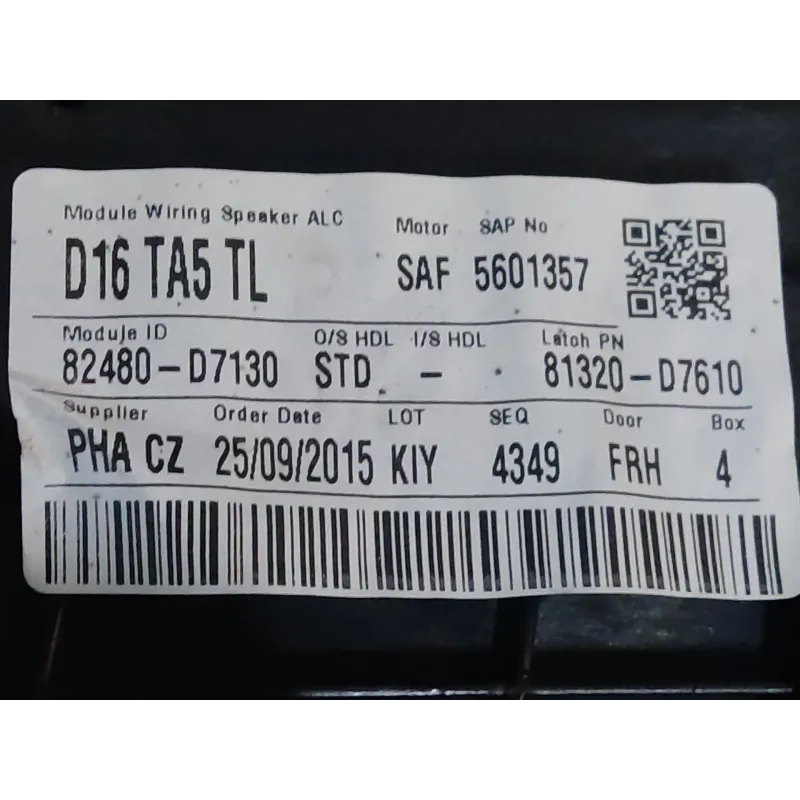 Module Wiring Speaker ALC Motor SAP No
D16 TA5 TL SAF 5601357
Module ID O/S HDL I/S HDL Latch PN
82480-D7130 STD - 81320-D7610
Supplier Order Date LOT SEQ Door Box
PHA CZ 25/09/2015 KIY 4349 FRH 4